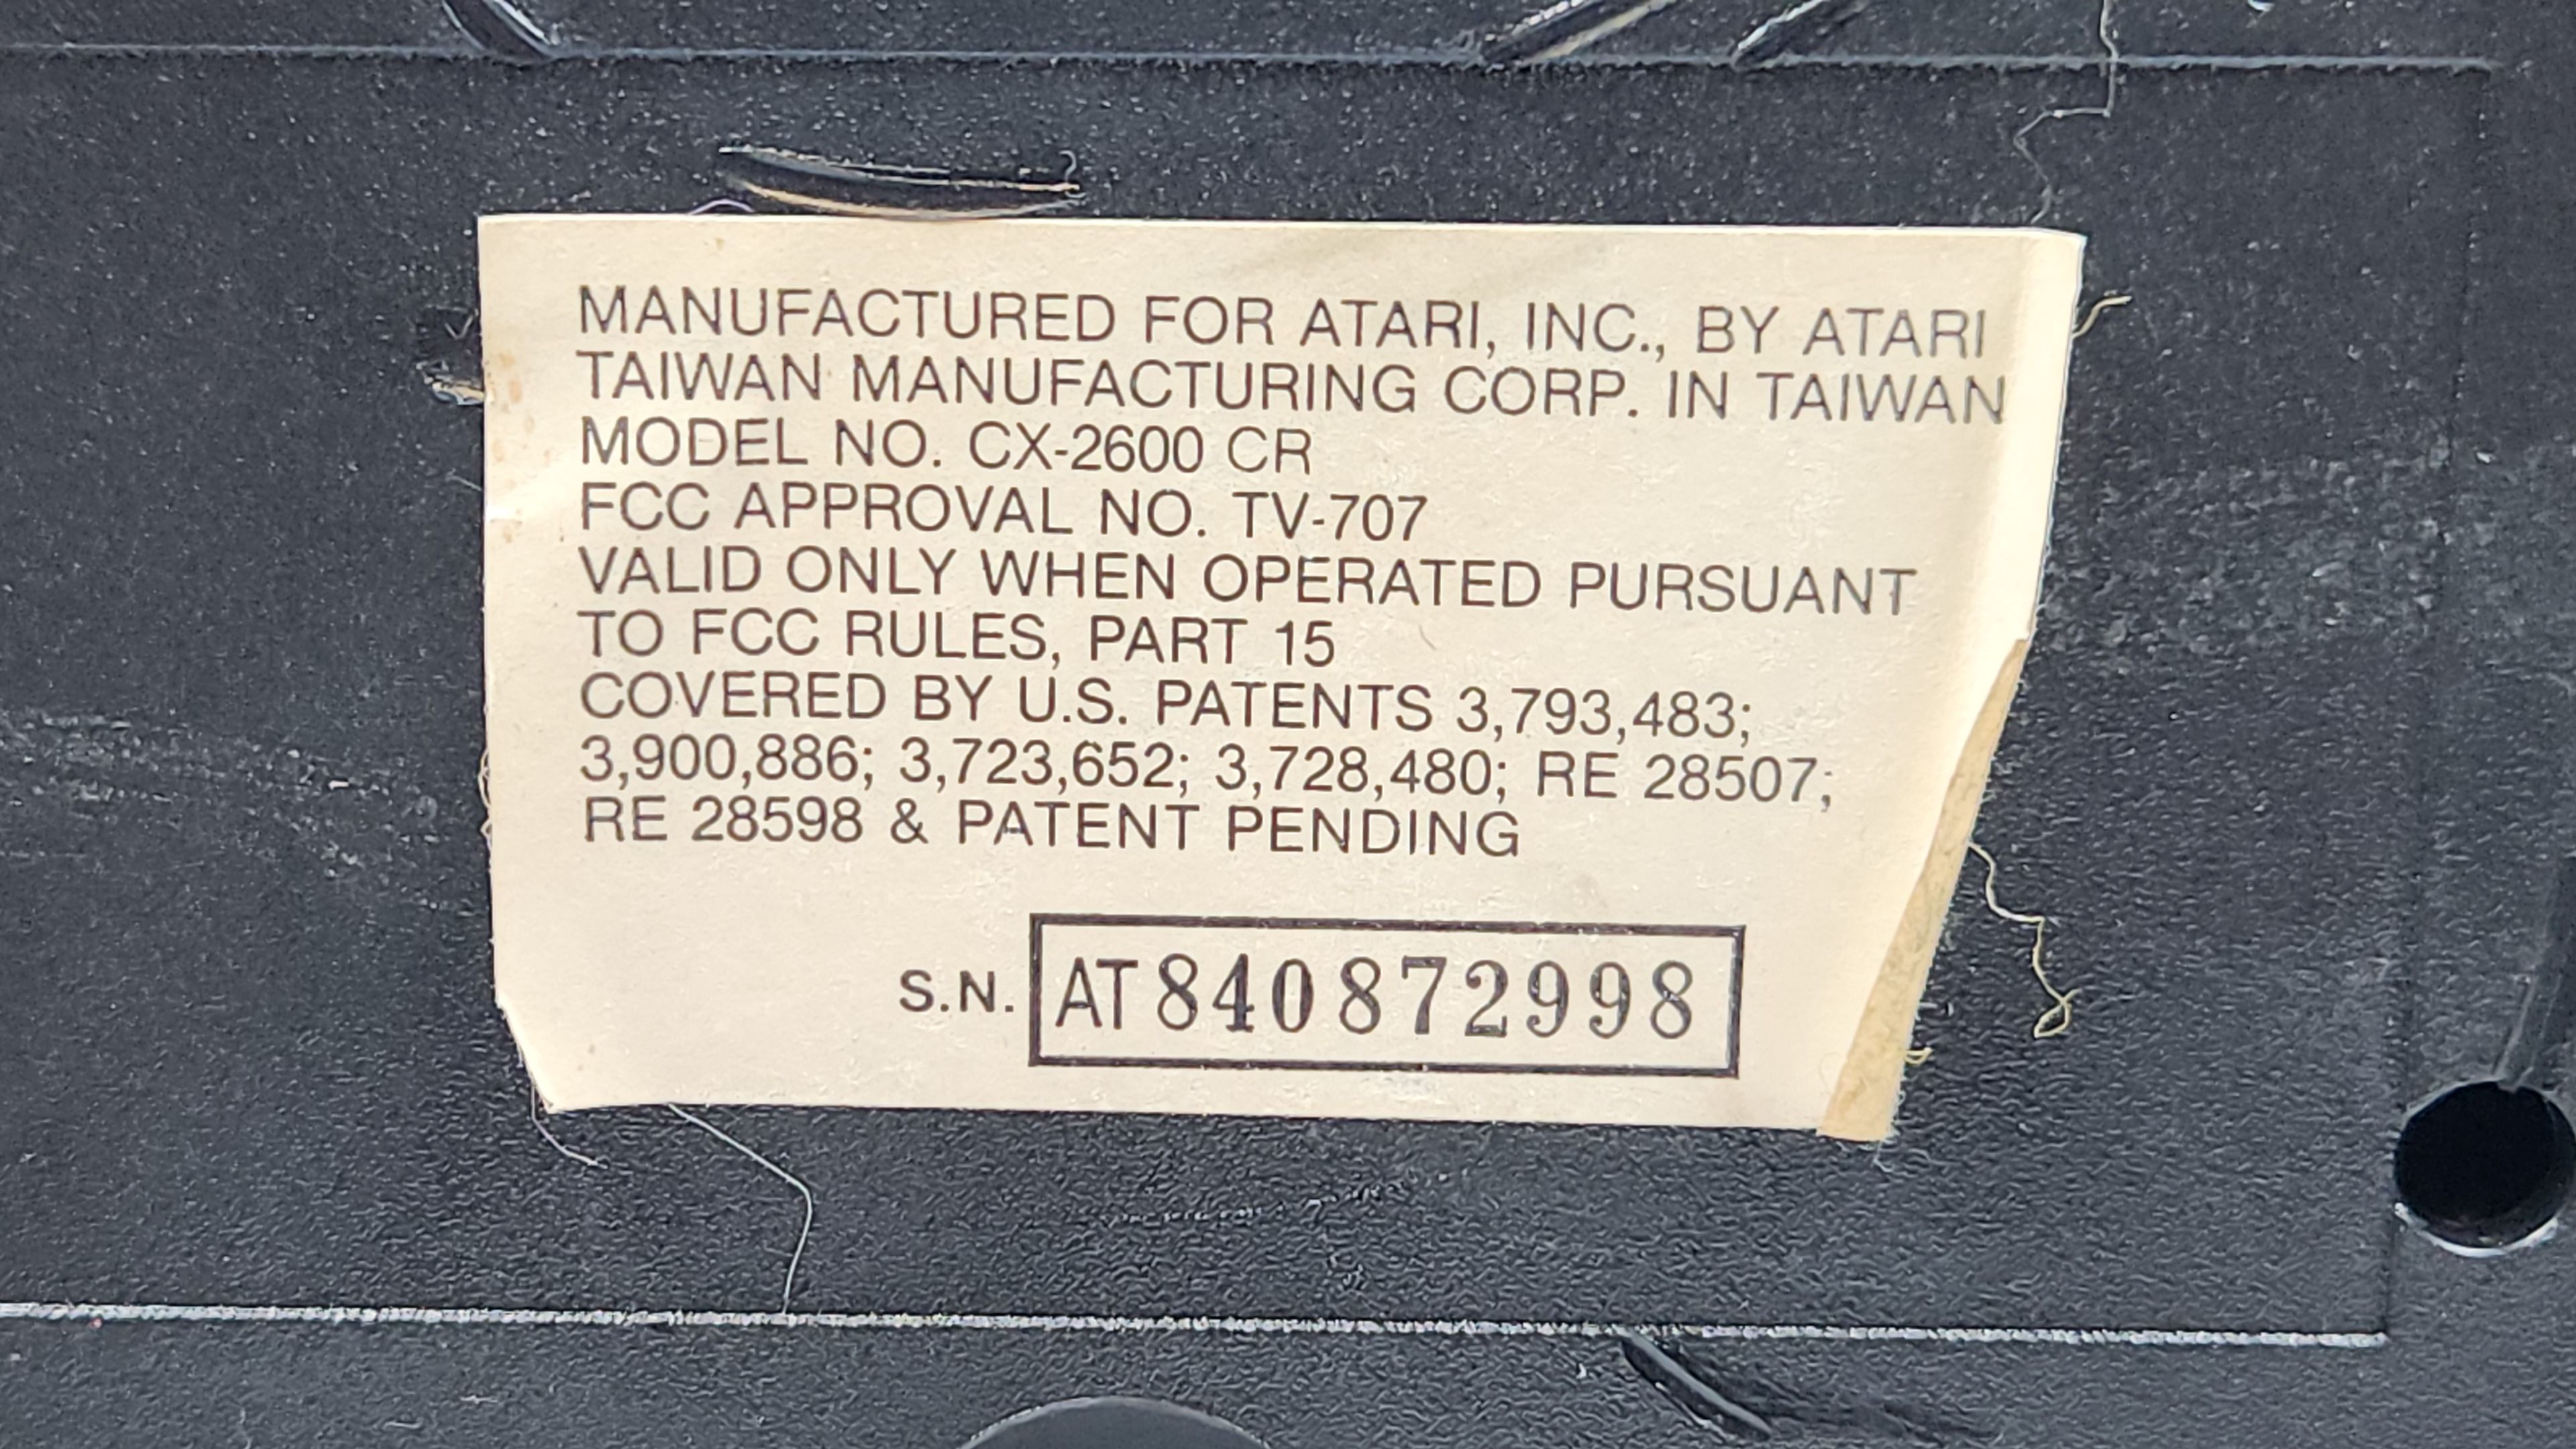 MANUFACTURED FOR ATARI, INC., BY ATARI
TAIWAN MANUFACTURING CORP. IN TAIWAN
MODEL NO. CX-2600 CR
FCC APPROVAL NO. TV-707
VALID ONLY WHEN OPERATED PURSUANT
TO FCC RULES, PART 15
COVERED BY U.S. PATENTS 3,793,483;
3,900,886; 3,723,652; 3,728,480; RE 28507;
RE 28598 & PATENT PENDING
S.N. AT840872998